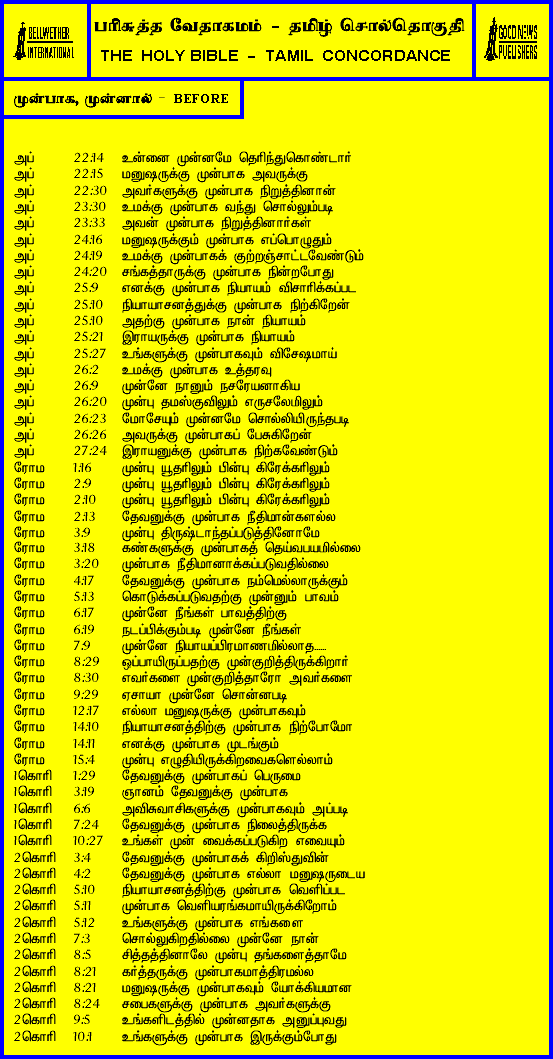 BELLWETHER
INTERNATIONAL
பரிசுத்த வேதாகமம் - தமிழ் சொல்தொகுதி
THE HOLY BIBLE - TAMIL CONCORDANCE
GOOD NEWS
PUBLISHERS
முன்பாக, முன்னால் - BEFORE
அப் 22:14 உன்னை முன்னமே தெரிந்துகொண்டார்
அப் 22:15 மனுஷருக்கு முன்பாக அவருக்கு
அப் 22:30 அவர்களுக்கு முன்பாக நிறுத்தினான்
அப் 23:30 உமக்கு முன்பாக வந்து சொல்லும்படி
அப் 23:33 அவன் முன்பாக நிறுத்தினார்கள்
அப் 24:16 மனுஷருக்கும் முன்பாக எப்பொழுதும்
அப் 24:19 உமக்கு முன்பாகக் குற்றஞ்சாட்டவேண்டும்
அப் 24:20 சங்கத்தாருக்கு முன்பாக நின்றபோது
அப் 25:9 எனக்கு முன்பாக நியாயம் விசாரிக்கப்பட
அப் 25:10 நியாயாசனத்துக்கு முன்பாக நிற்கிறேன்
அப் 25:10 அதற்கு முன்பாக நான் நியாயம்
அப் 25:21 இராயருக்கு முன்பாக நியாயம்
அப் 25:27 உங்களுக்கு முன்பாகவும் விசேஷமாய்
அப் 26:2 உமக்கு முன்பாக உத்தரவு
அப் 26:9 முன்னே நானும் நசரேயனாகிய
அப் 26:20 முன்பு தமஸ்குவிலும் எருசலேமிலும்
அப் 26:23 மோசேயும் முன்னமே சொல்லியிருந்தபடி
அப் 26:26 அவருக்கு முன்பாகப் பேசுகிறேன்
அப் 27:24 இராயனுக்கு முன்பாக நிற்கவேண்டும்
ரோம 1:16 முன்பு யூதரிலும் பின்பு கிரேக்கரிலும்
ரோம 2:9 முன்பு யூதரிலும் பின்பு கிரேக்கரிலும்
ரோம 2:10 முன்பு யூதரிலும் பின்பு கிரேக்கரிலும்
ரோம 2:13 தேவனுக்கு முன்பாக நீதிமான்களல்ல
ரோம 3:9 முன்பு திருஷ்டாந்தப்படுத்தினோமே
ரோம 3:18 கண்களுக்கு முன்பாகத் தெய்வபயமில்லை
ரோம 3:20 முன்பாக நீதிமானாக்கப்படுவதில்லை
ரோம 4:17 தேவனுக்கு முன்பாக நம்மெல்லாருக்கும்
ரோம 5:13 கொடுக்கப்படுவதற்கு முன்னும் பாவம்
ரோம 6:17 முன்னே நீங்கள் பாவத்திற்கு
ரோம 6:19 நடப்பிக்கும்படி முன்னே நீங்கள்
ரோம 7:9 முன்னே நியாயப்பிரமாணமில்லாத.....
ரோம 8:29 ஒப்பாயிருப்பதற்கு முன்குறித்திருக்கிறார்
ரோம 8:30 எவர்களை முன்குறித்தாரோ அவர்களை
ரோம 9:29 ஏசாயா முன்னே சொன்னபடி
ரோம 12:17 எல்லா மனுஷருக்கு முன்பாகவும்
ரோம 14:10 நியாயாசனத்திற்கு முன்பாக நிற்போமே
ரோம 14:11 எனக்கு முன்பாக முடங்கும்
ரோம 15:4 முன்பு எழுதியிருக்கிறவைகளெல்லாம்
1கொரி 1:29 தேவனுக்கு முன்பாகப் பெருமை
1கொரி 3:19 ஞானம் தேவனுக்கு முன்பாக
1கொரி 6:6 அவிசுவாசிகளுக்கு முன்பாகவும் அப்படி
1கொரி 7:24 தேவனுக்கு முன்பாக நிலைத்திருக்க
1கொரி 10:27 உங்கள் முன் வைக்கப்படுகிற எவையும்
2கொரி 3:4 தேவனுக்கு முன்பாகக் கிறிஸ்துவின்
2கொரி 4:2 தேவனுக்கு முன்பாக எல்லா மனுஷருடைய
2கொரி 5:10 நியாயாசனத்திற்கு முன்பாக வெளிப்பட
2கொரி 5:11 முன்பாக வெளியரங்கமாயிருக்கிறோம்
2கொரி 5:12 உங்களுக்கு முன்பாக எங்களை
2கொரி 7:3 சொல்லுகிறதில்லை முன்னே நான்
2கொரி 8:5 சித்தத்தினாலே முன்பு தங்களைத்தாமே
2கொரி 8:21 கர்த்தருக்கு முன்பாகமாத்திரமல்ல
2கொரி 8:21 மனுஷருக்கு முன்பாகவும் யோக்கியமான
2கொரி 8:24 சபைகளுக்கு முன்பாக அவர்களுக்கு
2கொரி 9:5 உங்களிடத்தில் முன்னதாக அனுப்புவது
2கொரி 10:1 உங்களுக்கு முன்பாக இருக்கும்போது